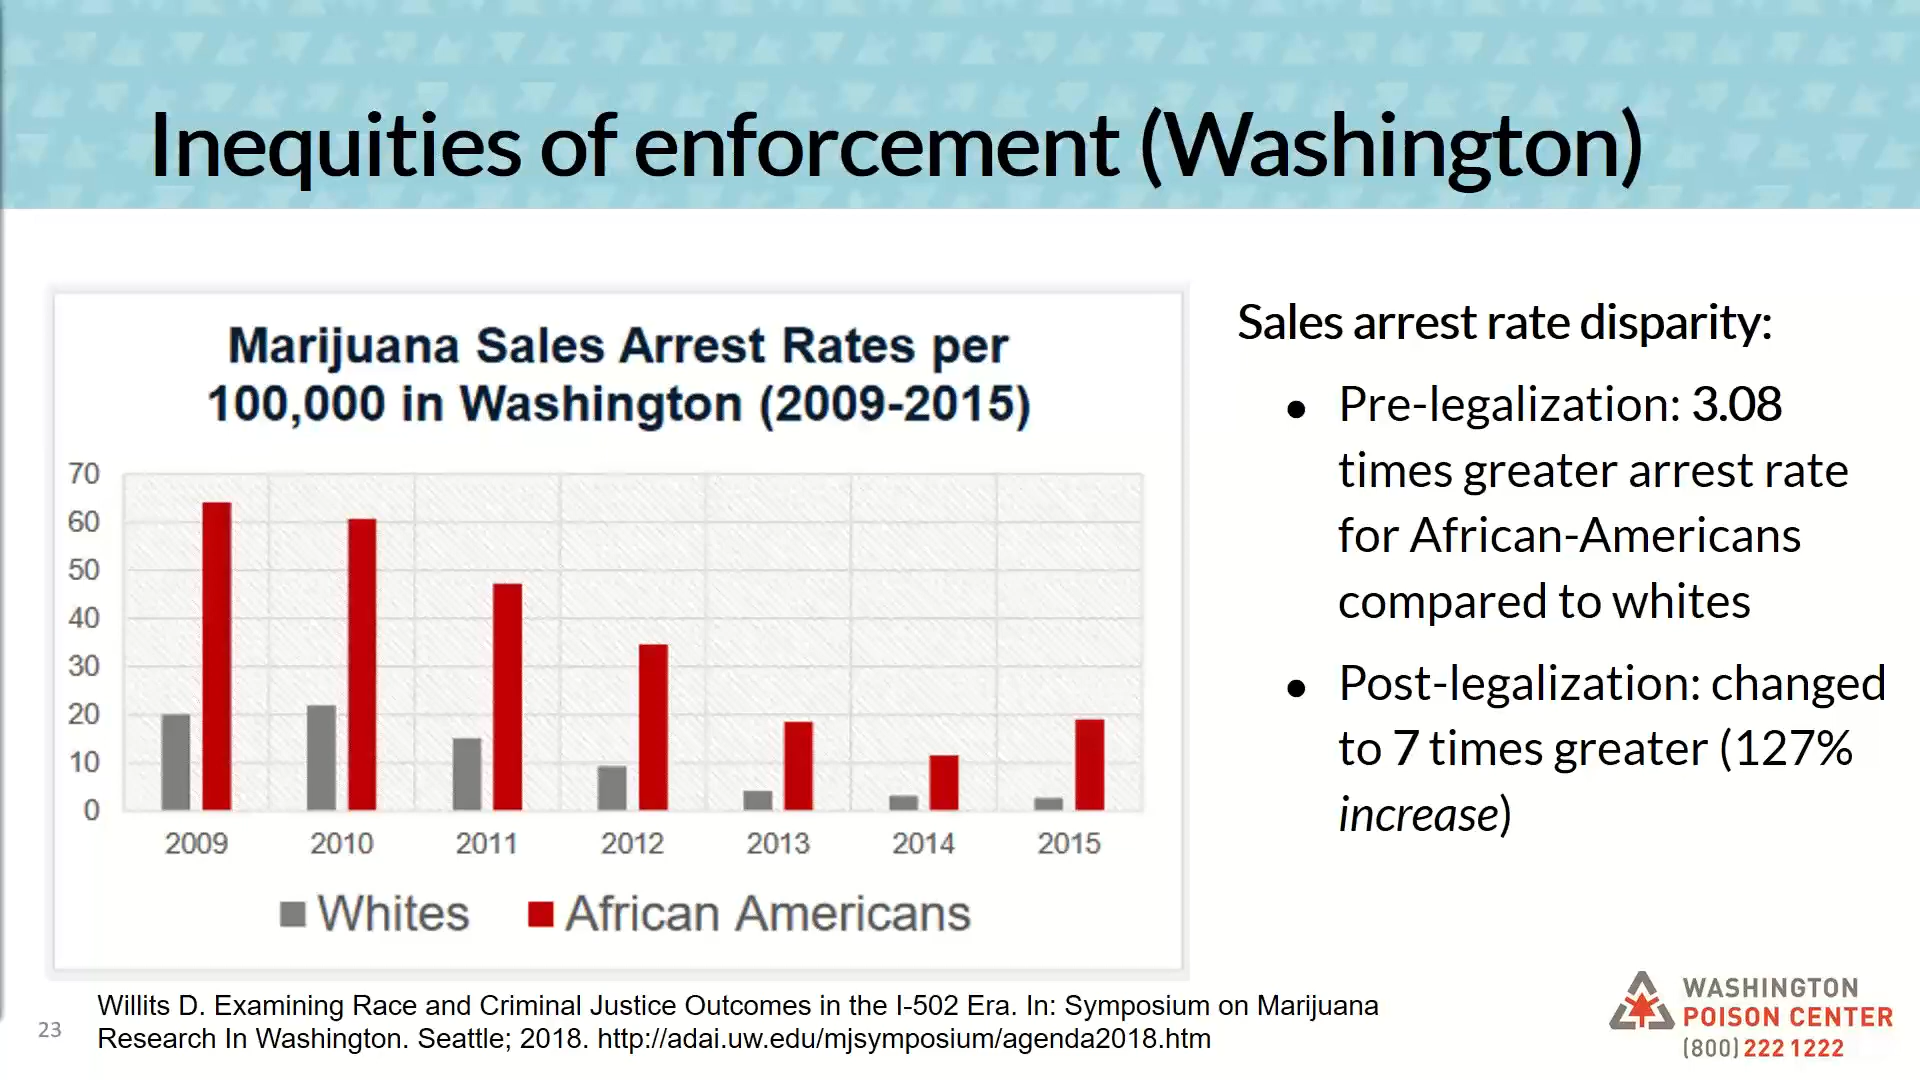 Inequities of enforcement (Washington)
Marijuana Sales Arrest Rates per
100,000 in Washington (2009-2015)
70
60
50
40
30
20
10
0
2009 2010 2011 2012 2013 2014 2015
Whites African Americans
Sales arrest rate disparity:
● Pre-legalization: 3.08
times greater arrest rate
for African-Americans
compared to whites
● Post-legalization: changed
to 7 times greater (127%
increase)
Willits D. Examining Race and Criminal Justice Outcomes in the I-502 Era. In: Symposium on Marijuana
Research In Washington. Seattle; 2018. http://adai.uw.edu/mjsymposium/agenda2018.htm
23
WASHINGTON
POISON CENTER
(800) 222 1222